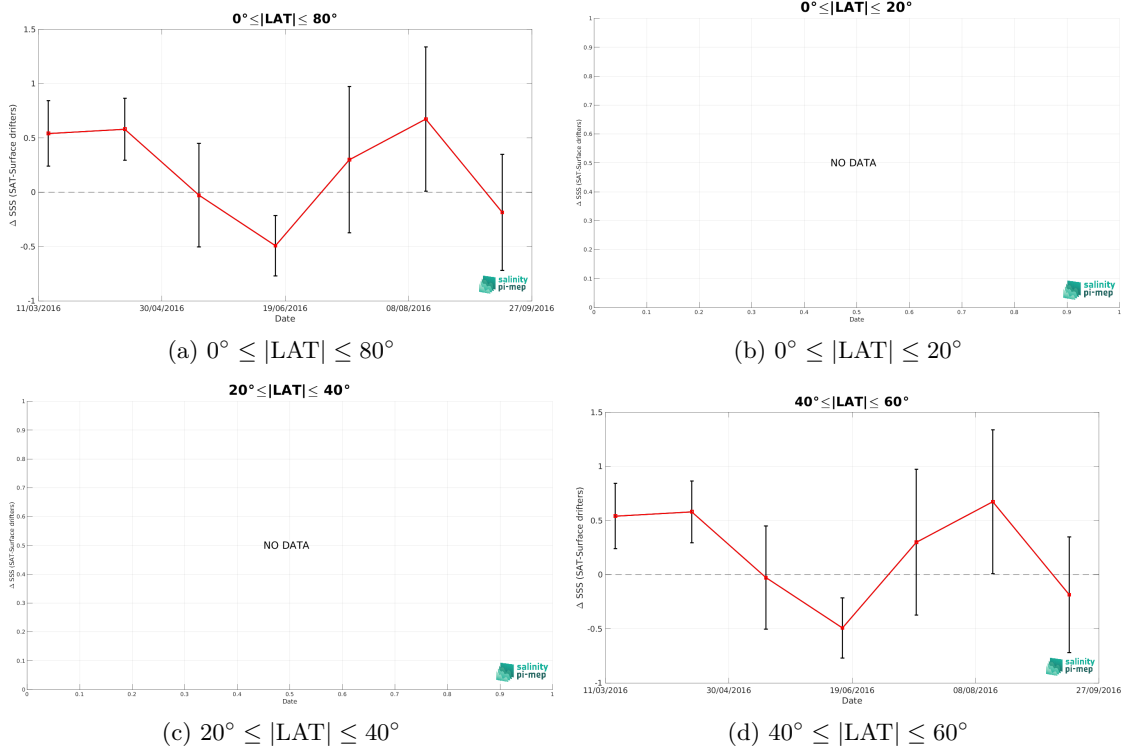 0°≤|LAT|≤ 80°
1.5
1
0.5
0
-0.5
-1
Δ SSS (SAT-Surface drifters)
11/03/2016 30/04/2016 19/06/2016 08/08/2016 27/09/2016
Date
salinity
pi-mep
(a) 0° ≤ |LAT| ≤ 80°
0°≤|LAT|≤ 20°
1
0.9
0.8
0.7
0.6
0.5
0.4
0.3
0.2
0.1
0
Δ SSS (SAT-Surface drifters)
NO DATA
0 0.1 0.2 0.3 0.4 0.5 0.6 0.7 0.8 0.9 1
Date
salinity
pi-mep
(b) 0° ≤ |LAT| ≤ 20°
20°≤|LAT|≤ 40°
1
0.9
0.8
0.7
0.6
0.5
0.4
0.3
0.2
0.1
0
Δ SSS (SAT-Surface drifters)
NO DATA
0 0.1 0.2 0.3 0.4 0.5 0.6 0.7 0.8 0.9 1
Date
salinity
pi-mep
(c) 20° ≤ |LAT| ≤ 40°
40°≤|LAT|≤ 60°
1.5
1
0.5
0
-0.5
-1
Δ SSS (SAT-Surface drifters)
11/03/2016 30/04/2016 19/06/2016 08/08/2016 27/09/2016
Date
salinity
pi-mep
(d) 40° ≤ |LAT| ≤ 60°